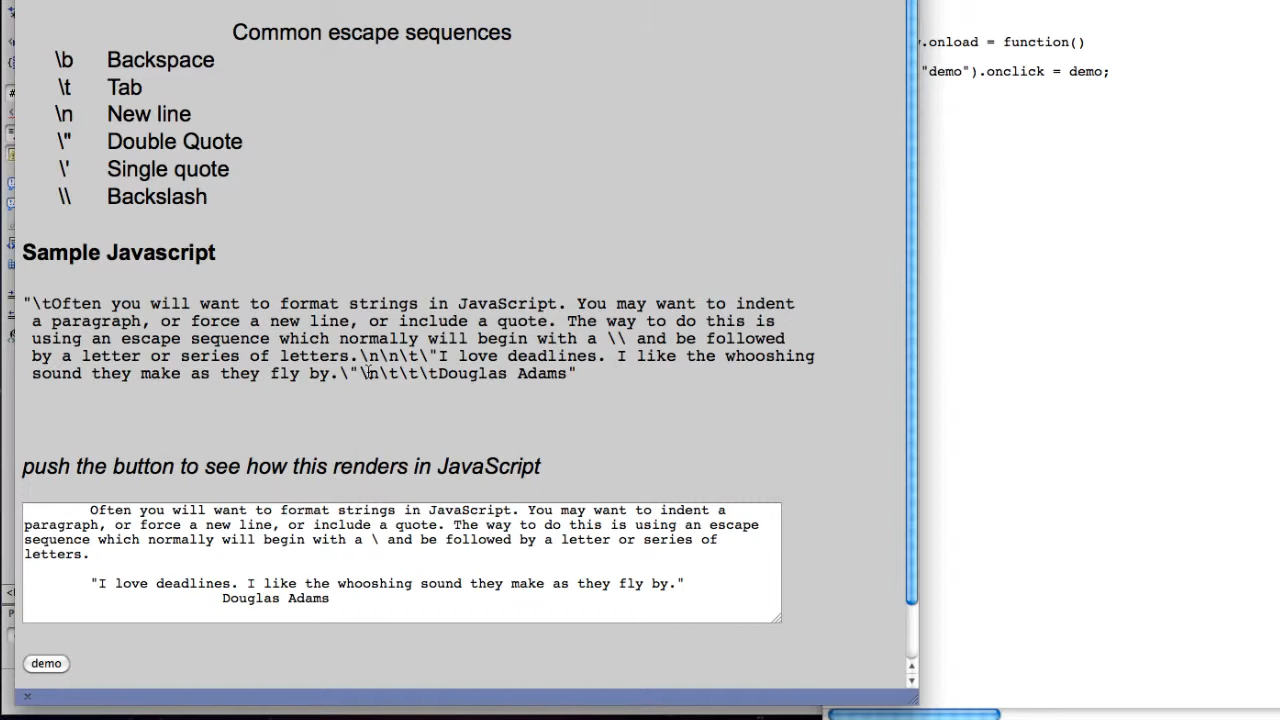 Common escape sequences
\b Backspace
\t Tab
\n New line
\" Double Quote
\' Single quote
\\ Backslash
Sample Javascript
"\tOften you will want to format strings in JavaScript. You may want to indent
a paragraph, or force a new line, or include a quote. The way to do this is
using an escape sequence which normally will begin with a \\ and be followed
by a letter or series of letters.\n\n\t\"I love deadlines. I like the whooshing
sound they make as they fly by.\"\n\t\t\tDouglas Adams"
push the button to see how this renders in JavaScript
Often you will want to format strings in JavaScript. You may want to indent a
paragraph, or force a new line, or include a quote. The way to do this is using an escape
sequence which normally will begin with a \ and be followed by a letter or series of
letters.
"I love deadlines. I like the whooshing sound they make as they fly by."
Douglas Adams
demo
.onload = function()
"demo").onclick = demo;